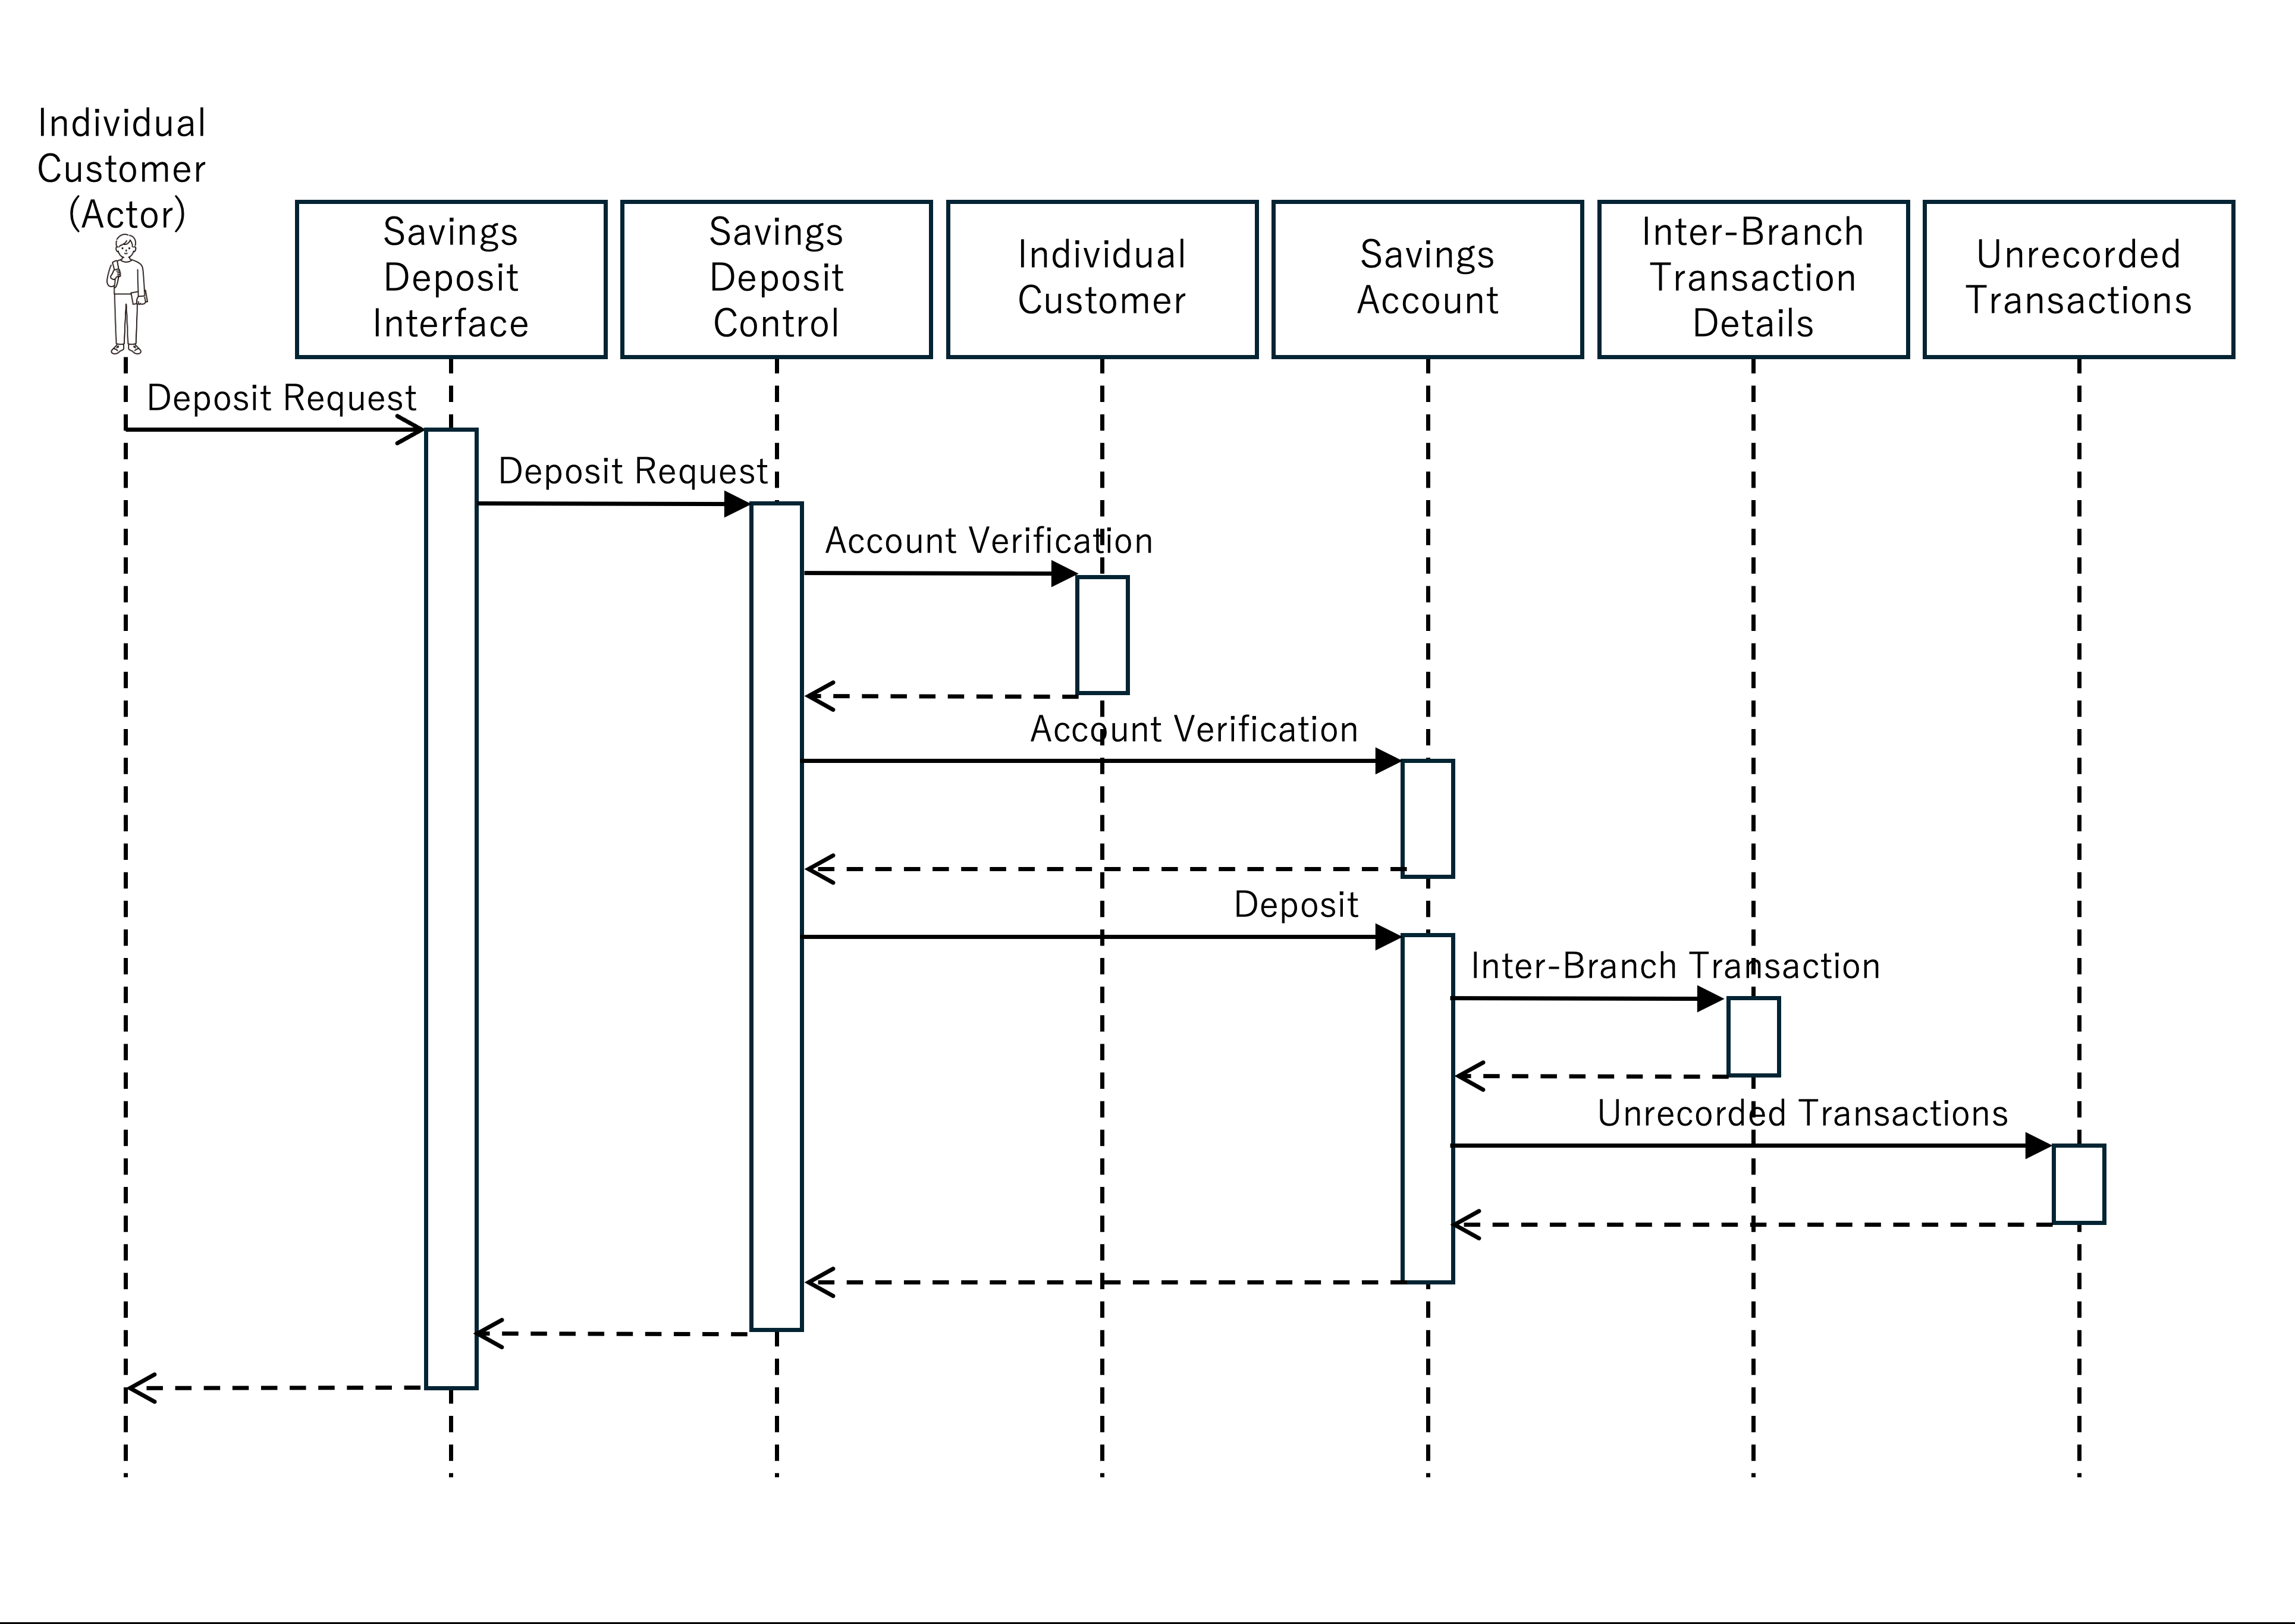 Individual
Customer
(Actor)
Savings
Deposit
Interface
Savings
Deposit
Control
Individual
Customer
Savings
Account
Inter-Branch
Transaction
Details
Unrecorded
Transactions
Deposit Request
Deposit Request
Account Verification
Account Verification
Deposit
Inter-Branch Transaction
Unrecorded Transactions